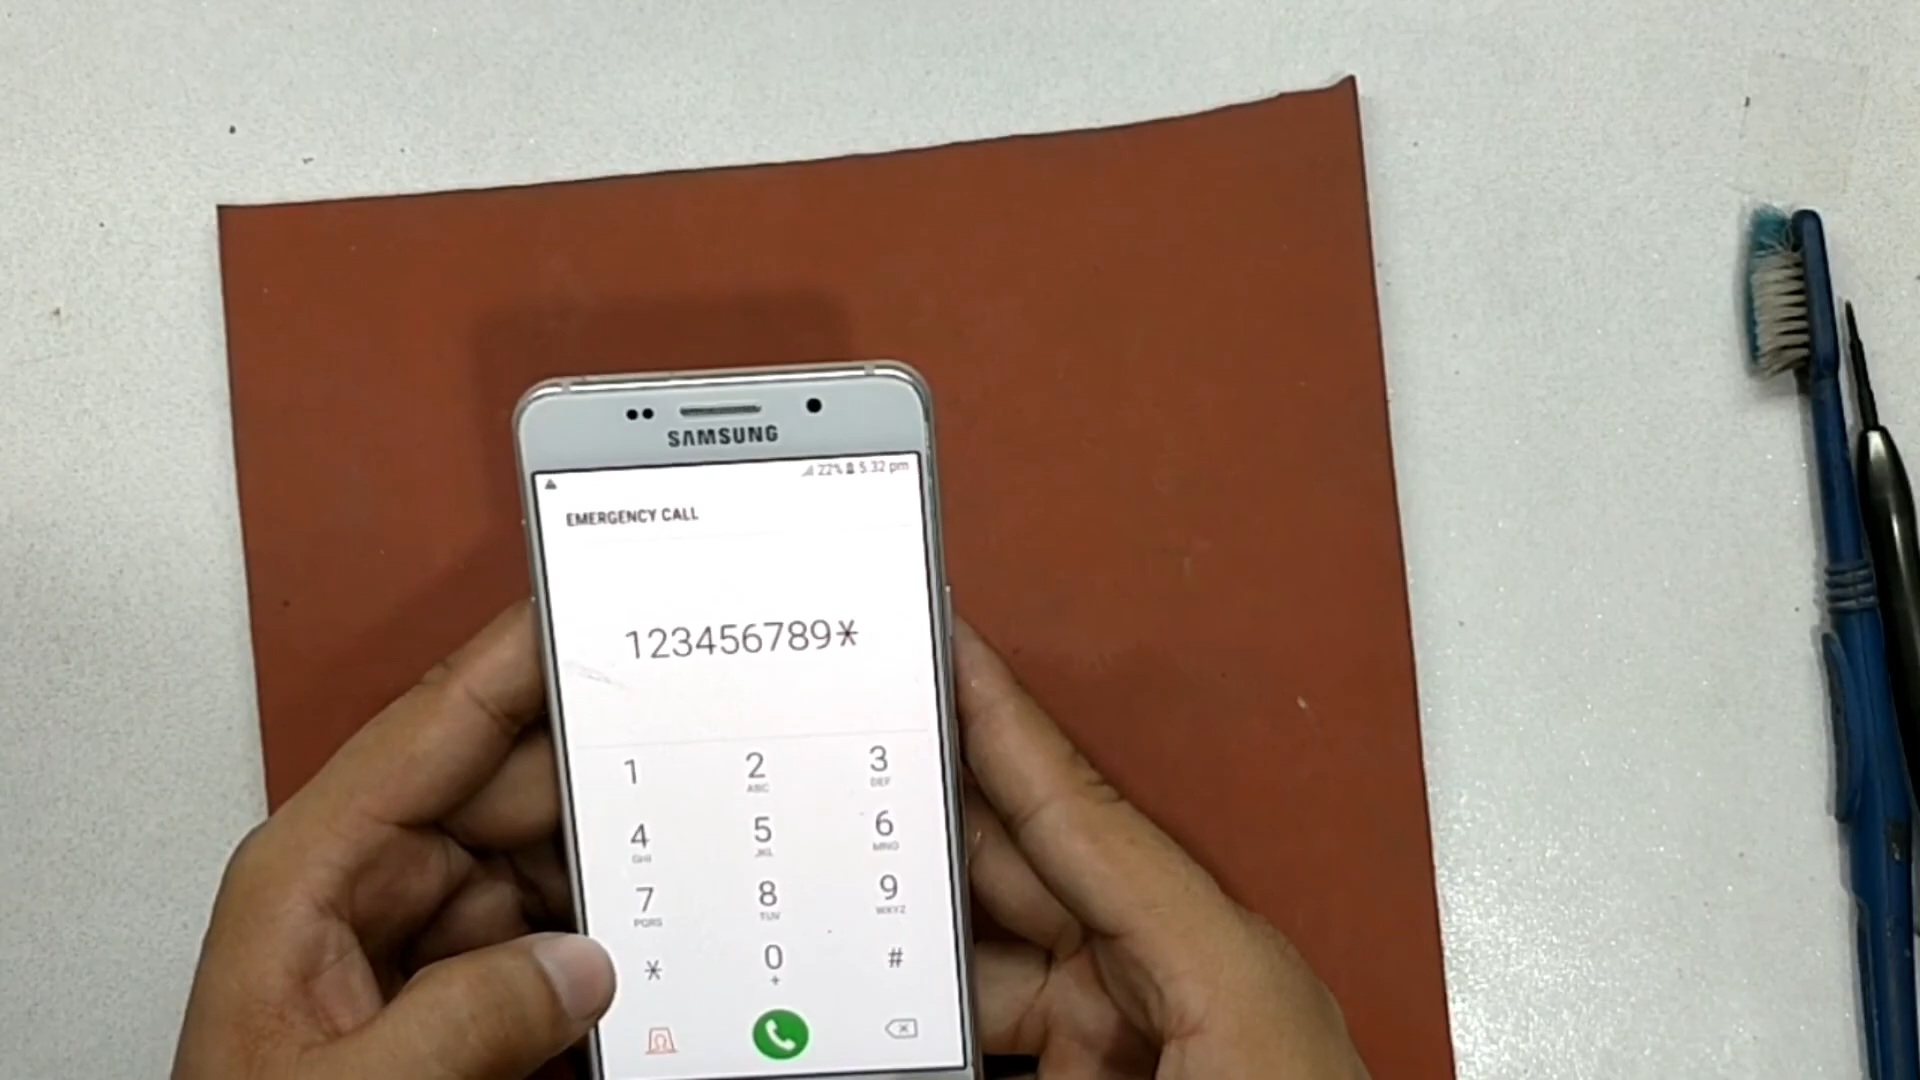 SAMSUNG
22% 5:32 pm
EMERGENCY CALL
123456789*
1 2 3
ABC DEF
4 5 6
GHI JKL MNO
7 8 9
PQRS TUV WXYZ
* 0 #
+